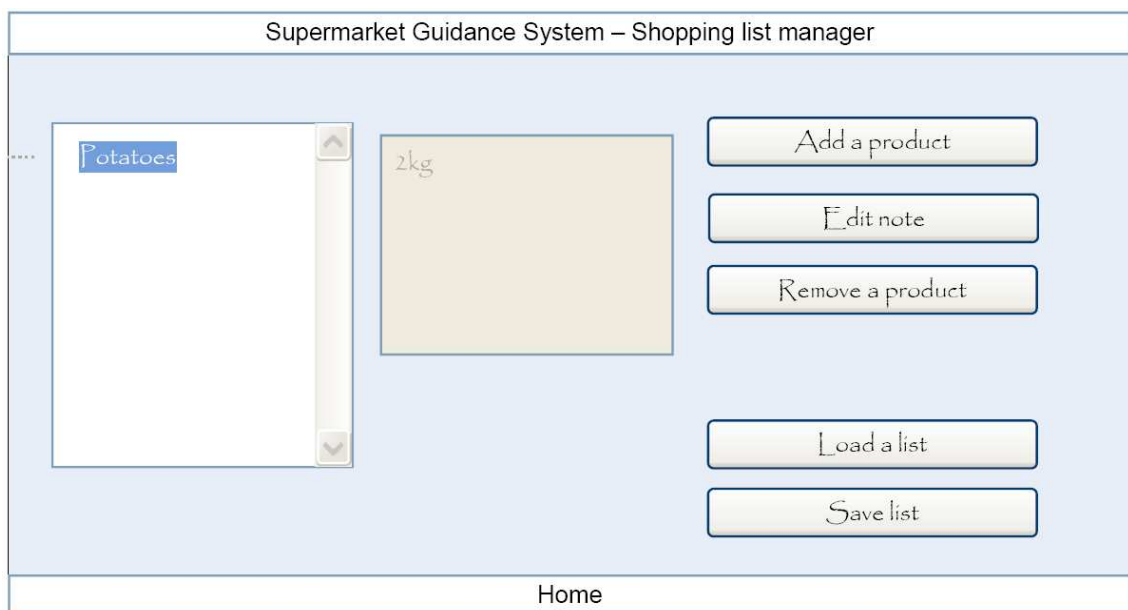 Supermarket Guidance System – Shopping list manager
Potatoes
2kg
Add a product
Edit note
Remove a product
Load a list
Save list
Home